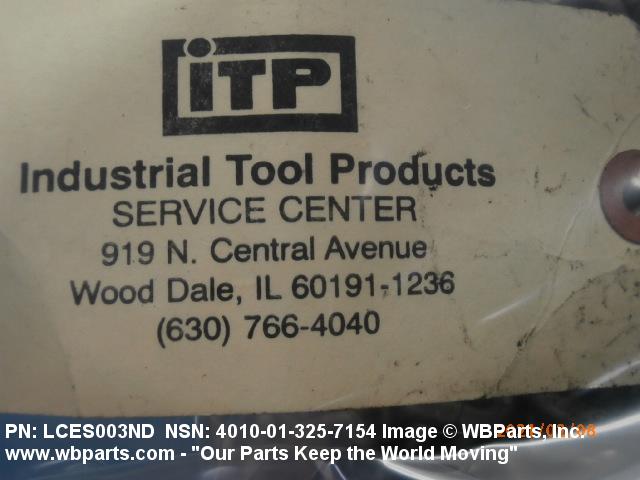 iTP
Industrial Tool Products
SERVICE CENTER
919 N. Central Avenue
Wood Dale, IL 60191-1236
(630) 766-4040
PN: LCES003ND NSN: 4010-01-325-7154 Image © WBParts, Inc.
www.wbparts.com - "Our Parts Keep the World Moving"